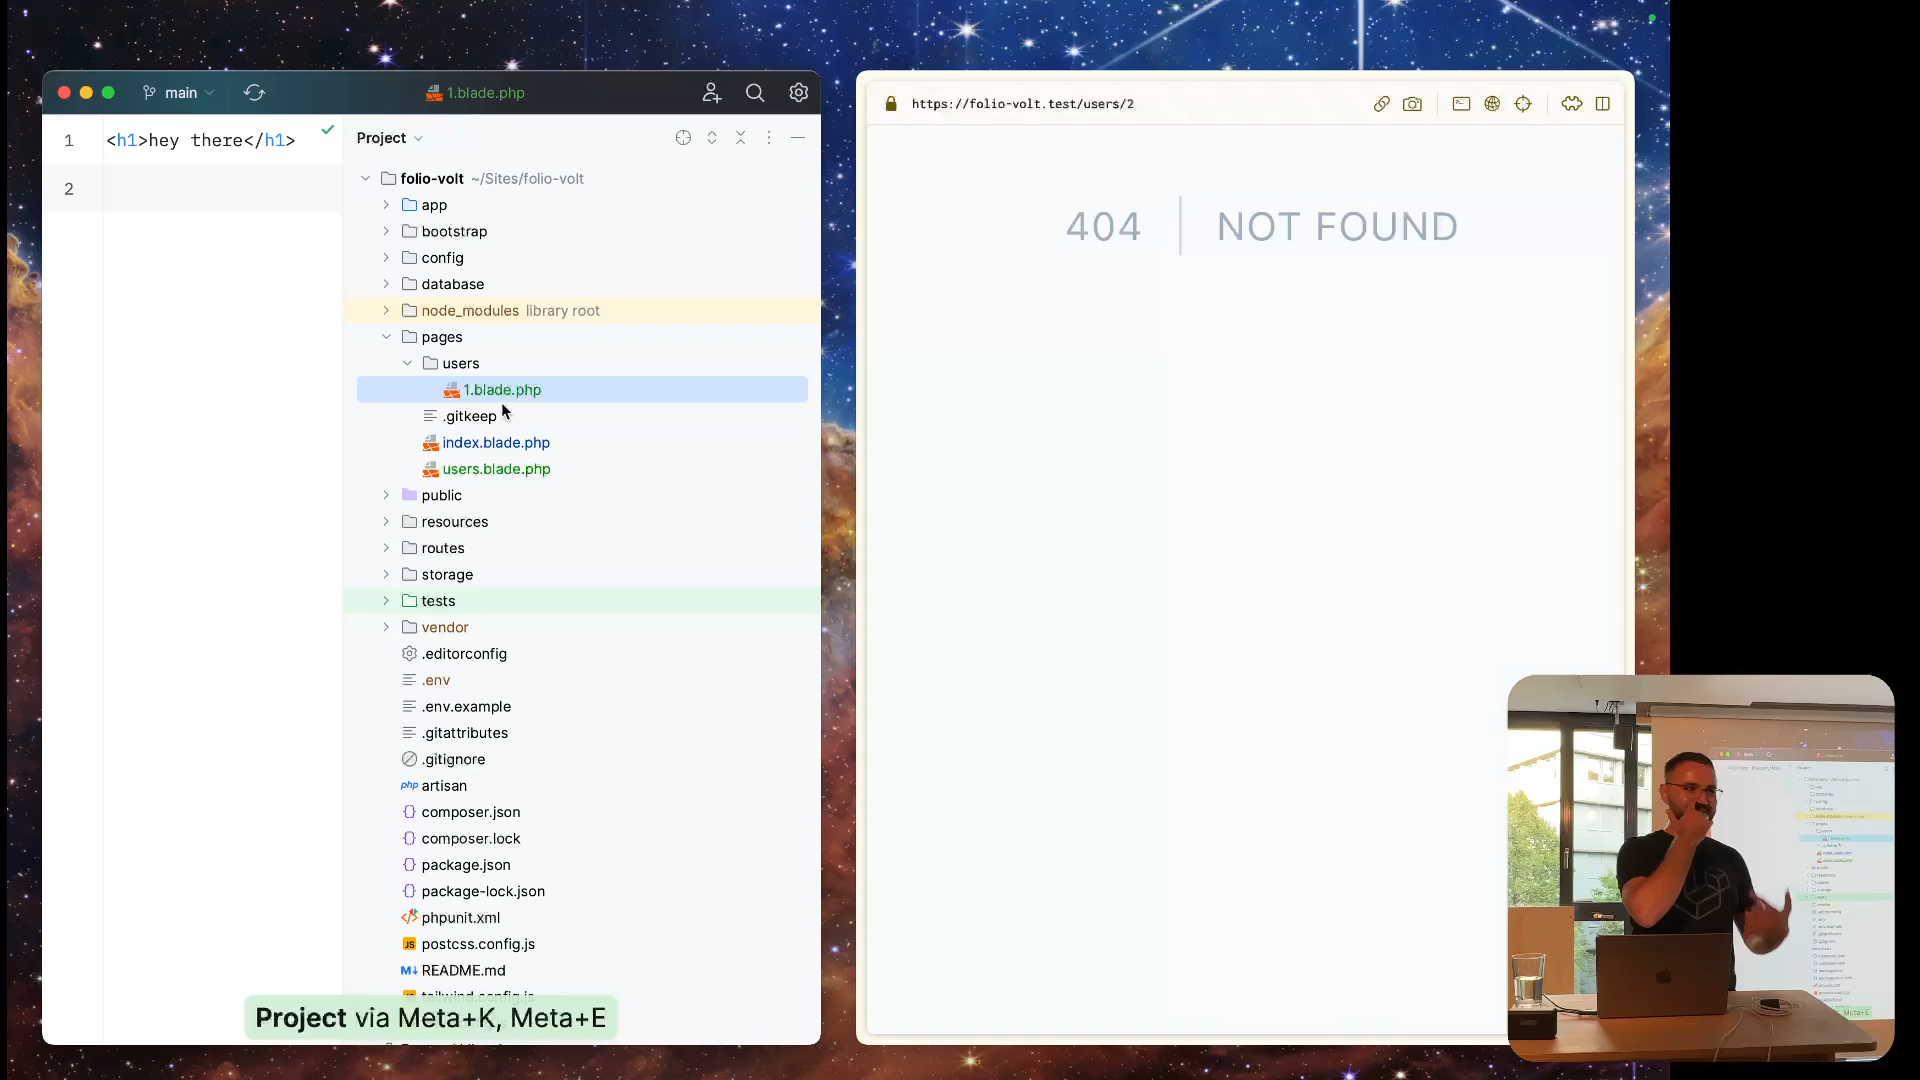 main
1.blade.php
1
<h1>hey there</h1>
2
Project
folio-volt ~/Sites/folio-volt
app
bootstrap
config
database
node_modules library root
pages
users
1.blade.php
.gitkeep
index.blade.php
users.blade.php
public
resources
routes
storage
tests
vendor
.editorconfig
.env
.env.example
.gitattributes
.gitignore
php artisan
composer.json
composer.lock
package.json
package-lock.json
phpunit.xml
JS postcss.config.js
M↓ README.md
tailwind.config.js
Project via Meta+K, Meta+E
https://folio-volt.test/users/2
404
NOT FOUND